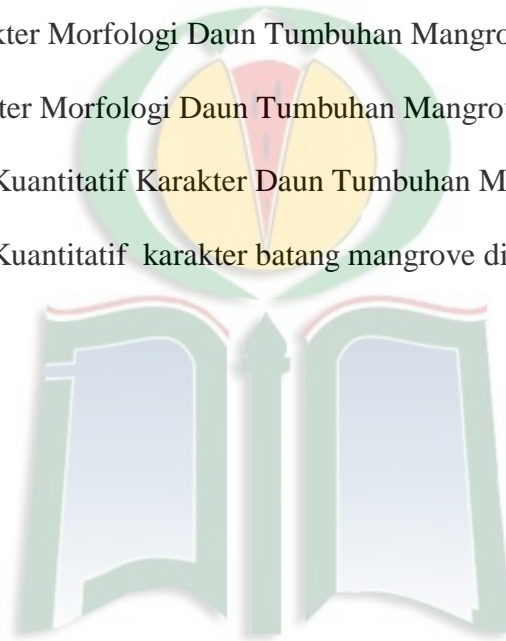 kter Morfologi Daun Tumbuhan Mangro
ter Morfologi Daun Tumbuhan Mangro
Kuantitatif Karakter Daun Tumbuhan M
Kuantitatif karakter batang mangrove di